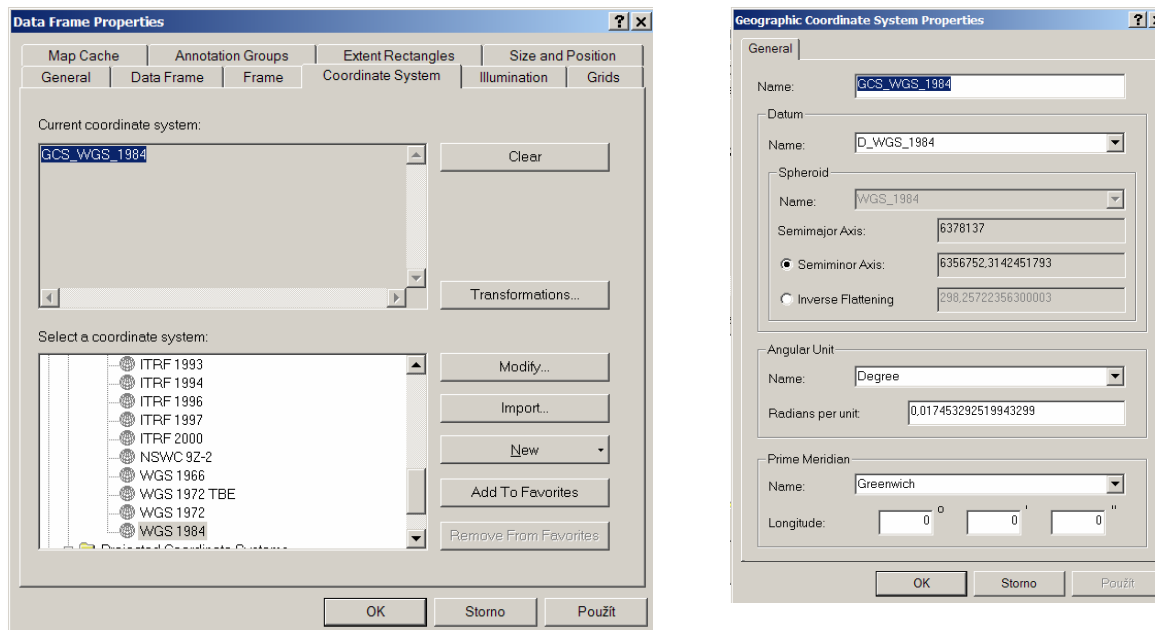 Data Frame Properties
Map Cache Annotation Groups Extent Rectangles Size and Position
General Data Frame Frame Coordinate System Illumination Grids
Current coordinate system:
GCS_WGS_1984
Clear
Transformations...
Select a coordinate system:
ITRF 1993
ITRF 1994
ITRF 1996
ITRF 1997
ITRF 2000
NSWC 9Z-2
WGS 1966
WGS 1972 TBE
WGS 1972
WGS 1984
Projected Coordinate Systems
Modify...
Import...
New
Add To Favorites
Remove From Favorites
OK Storno Použít
Geographic Coordinate System Properties
General
Name: GCS_WGS_1984
Datum
Name: D_WGS_1984
Spheroid
Name: WGS_1984
Semimajor Axis: 6378137
Semiminor Axis: 6356752,3142451793
Inverse Flattening 298,25722356300003
Angular Unit
Name: Degree
Radians per unit: 0,017453292519943299
Prime Meridian
Name: Greenwich
Longitude: 0 ° 0 ' 0 "
OK Storno Použít